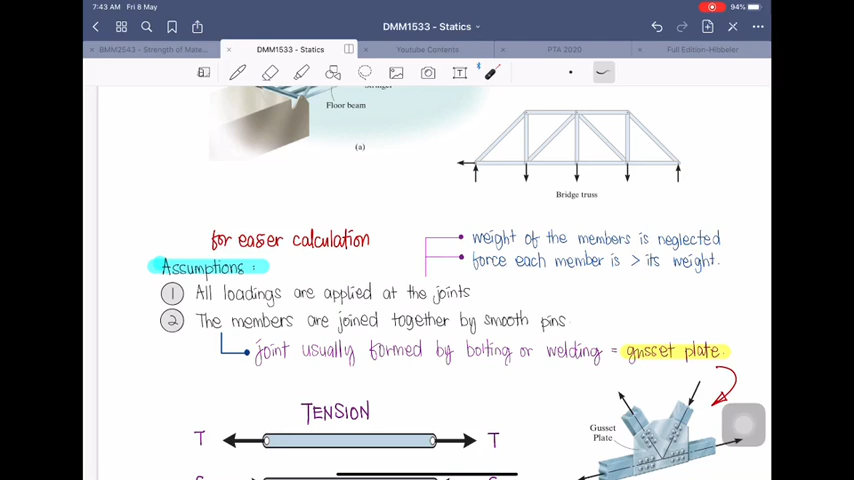 7:43 AM Fri 8 May
94%
DMM1533 - Statics
BMM2543 - Strength of Mate...
DMM1533 - Statics
Youtube Contents
PTA 2020
Full Edition-Hibbeler
Floor beam
(a)
Bridge truss
for easer calculation
weight of the members is neglected
force each member is > its weight.
Assumptions :
1 All loadings are applied at the joints
2 The members are joined together by smooth pins.
joint usually formed by bolting or welding = gusset plate.
TENSION
T
T
Gusset
Plate